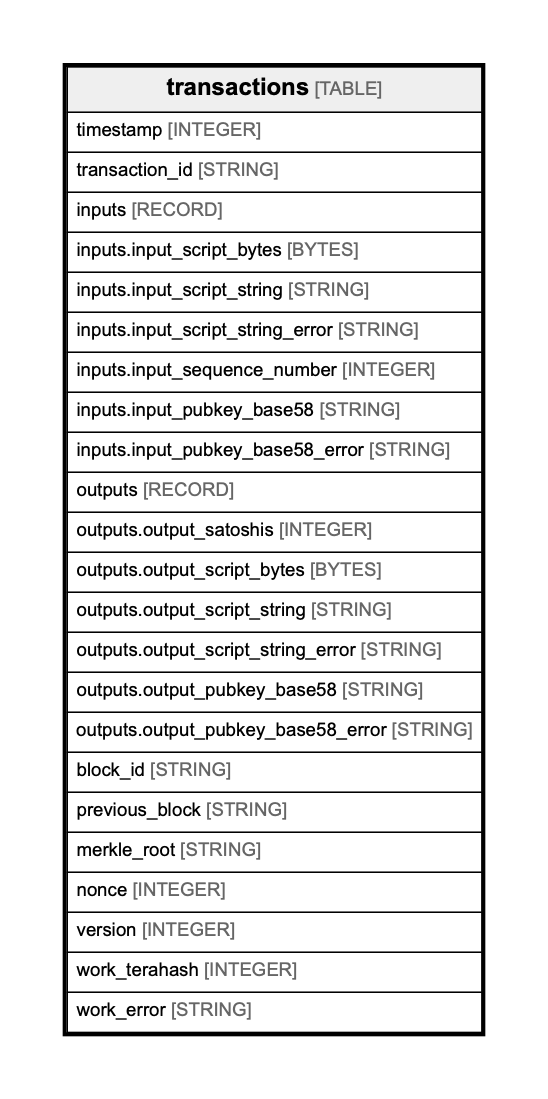 transactions [TABLE]
timestamp [INTEGER]
transaction_id [STRING]
inputs [RECORD]
inputs.input_script_bytes [BYTES]
inputs.input_script_string [STRING]
inputs.input_script_string_error [STRING]
inputs.input_sequence_number [INTEGER]
inputs.input_pubkey_base58 [STRING]
inputs.input_pubkey_base58_error [STRING]
outputs [RECORD]
outputs.output_satoshis [INTEGER]
outputs.output_script_bytes [BYTES]
outputs.output_script_string [STRING]
outputs.output_script_string_error [STRING]
outputs.output_pubkey_base58 [STRING]
outputs.output_pubkey_base58_error [STRING]
block_id [STRING]
previous_block [STRING]
merkle_root [STRING]
nonce [INTEGER]
version [INTEGER]
work_terahash [INTEGER]
work_error [STRING]